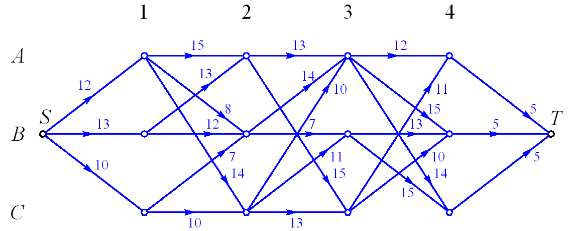 1 2 3 4
A 15 13 12
12 13 14 11
8 10 15 5
S T
B 13 12 7 13 5
10 7 11 10 5
14 15 14
15
C 10 13